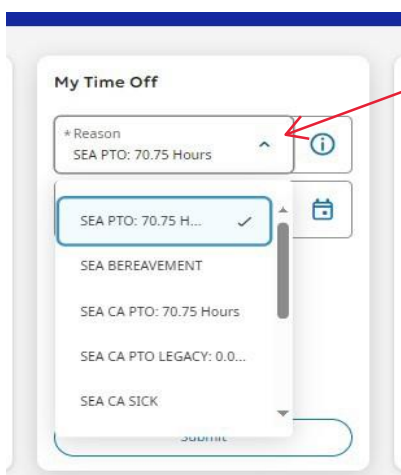 My Time Off
* Reason
SEA PTO: 70.75 Hours
SEA PTO: 70.75 H...
SEA BEREAVEMENT
SEA CA PTO: 70.75 Hours
SEA CA PTO LEGACY: 0.0...
SEA CA SICK
Submit